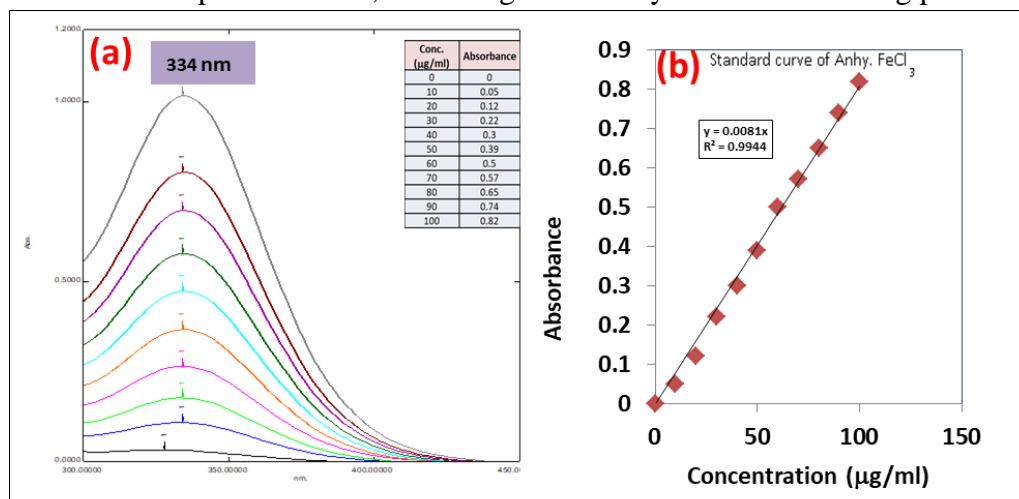 (a)
334 nm
Conc. (µg/ml) Absorbance
0 0
10 0.05
20 0.12
30 0.22
40 0.3
50 0.39
60 0.5
70 0.57
80 0.65
90 0.74
100 0.82
1.2000
1.0000
0.5000
0.0000
Abs.
300.00000 350.00000 400.00000 450.0
nm.
(b)
Standard curve of Anhy. FeCl3
y = 0.0081x
R² = 0.9944
0.9
0.8
0.7
0.6
0.5
0.4
0.3
0.2
0.1
0
0 50 100 150
Absorbance
Concentration (µg/ml)